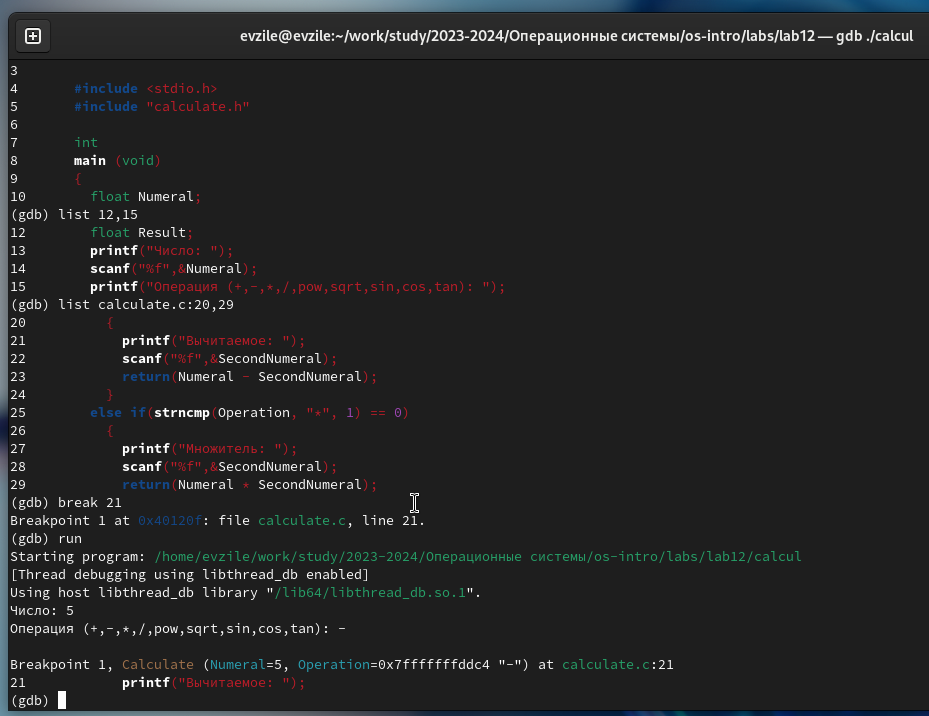 evzile@evzile:~/work/study/2023-2024/Операционные системы/os-intro/labs/lab12 — gdb ./calcul
3
4       #include <stdio.h>
5       #include "calculate.h"
6
7       int
8       main (void)
9       {
10        float Numeral;
(gdb) list 12,15
12        float Result;
13        printf("Число: ");
14        scanf("%f",&Numeral);
15        printf("Операция (+,-,*,/,pow,sqrt,sin,cos,tan): ");
(gdb) list calculate.c:20,29
20          {
21            printf("Вычитаемое: ");
22            scanf("%f",&SecondNumeral);
23            return(Numeral - SecondNumeral);
24          }
25        else if(strncmp(Operation, "*", 1) == 0)
26          {
27            printf("Множитель: ");
28            scanf("%f",&SecondNumeral);
29            return(Numeral * SecondNumeral);
(gdb) break 21
Breakpoint 1 at 0x40120f: file calculate.c, line 21.
(gdb) run
Starting program: /home/evzile/work/study/2023-2024/Операционные системы/os-intro/labs/lab12/calcul
[Thread debugging using libthread_db enabled]
Using host libthread_db library "/lib64/libthread_db.so.1".
Число: 5
Операция (+,-,*,/,pow,sqrt,sin,cos,tan): -
Breakpoint 1, Calculate (Numeral=5, Operation=0x7fffffffddc4 "-") at calculate.c:21
21            printf("Вычитаемое: ");
(gdb)